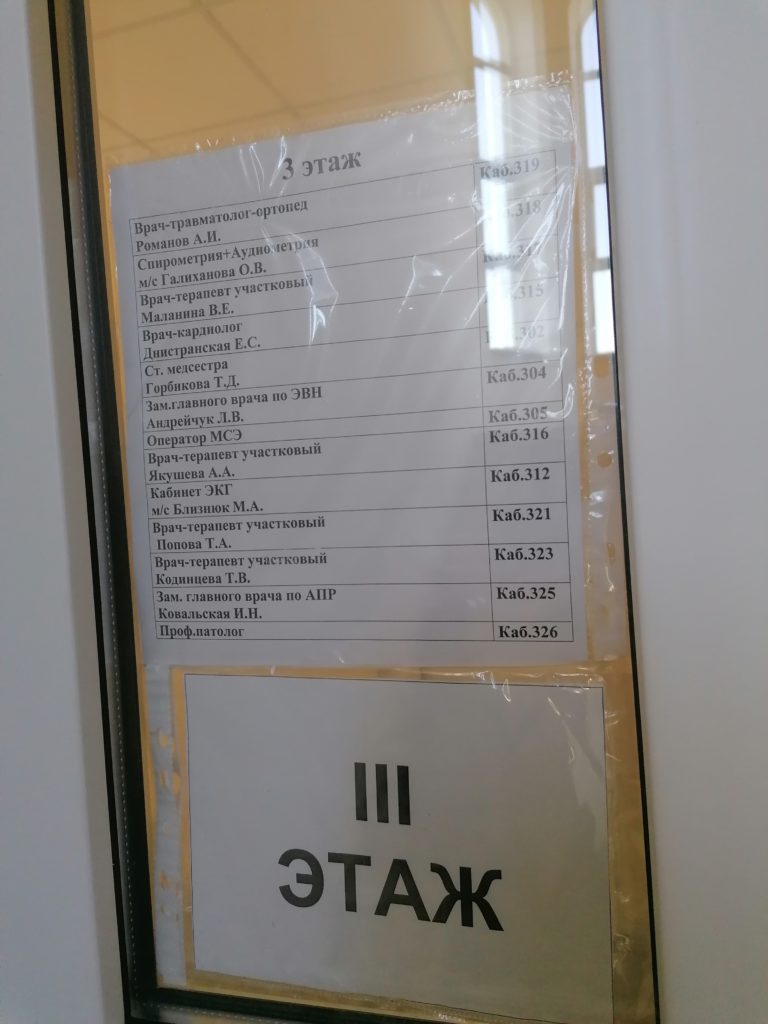 3 этаж
Врач-травматолог-ортопед Каб.319
Романов А.И.
Спирометрия+Аудиометрия
м/с Галиханова О.В.
Врач-терапевт участковый
Маланина В.Е.
Врач-кардиолог
Днистранская Е.С.
Ст. медсестра
Горбикова Т.Д.
Зам.главного врача по ЭВН Каб.304
Андрейчук Л.В.
Оператор МСЭ Каб.305
Врач-терапевт участковый Каб.316
Якушева А.А.
Кабинет ЭКГ Каб.312
м/с Близнюк М.А.
Врач-терапевт участковый Каб.321
Попова Т.А.
Врач-терапевт участковый Каб.323
Кодинцева Т.В.
Зам. главного врача по АПР Каб.325
Ковальская И.Н.
Проф.патолог Каб.326
III
ЭТАЖ